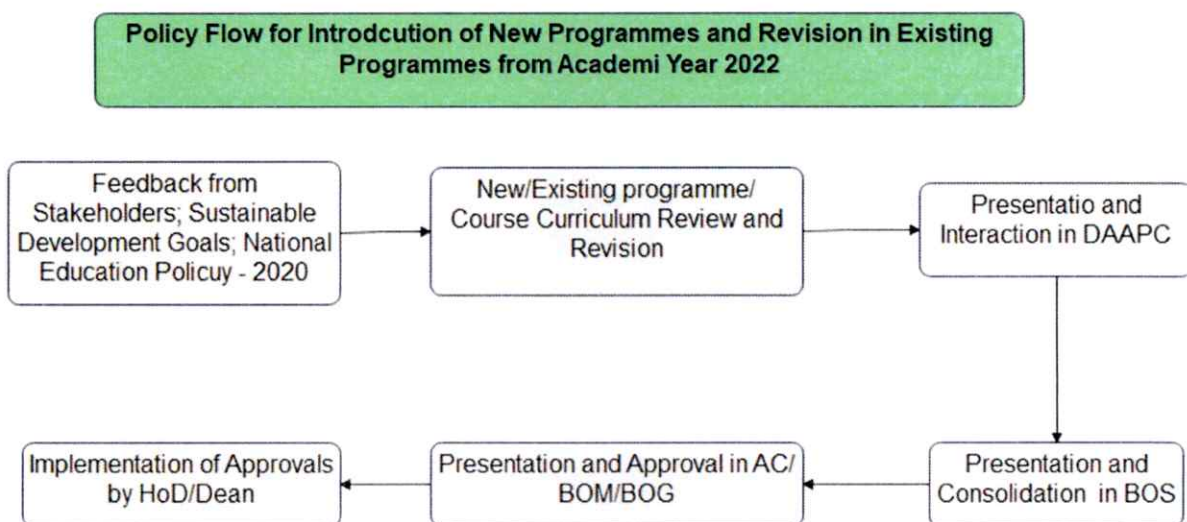 Policy Flow for Introdcution of New Programmes and Revision in Existing
Programmes from Academi Year 2022
Feedback from
Stakeholders; Sustainable
Development Goals; National
Education Policuy - 2020
New/Existing programme/
Course Curriculum Review and
Revision
Presentatio and
Interaction in DAAPC
Presentation and
Consolidation in BOS
Presentation and Approval in AC/
BOM/BOG
Implementation of Approvals
by HoD/Dean